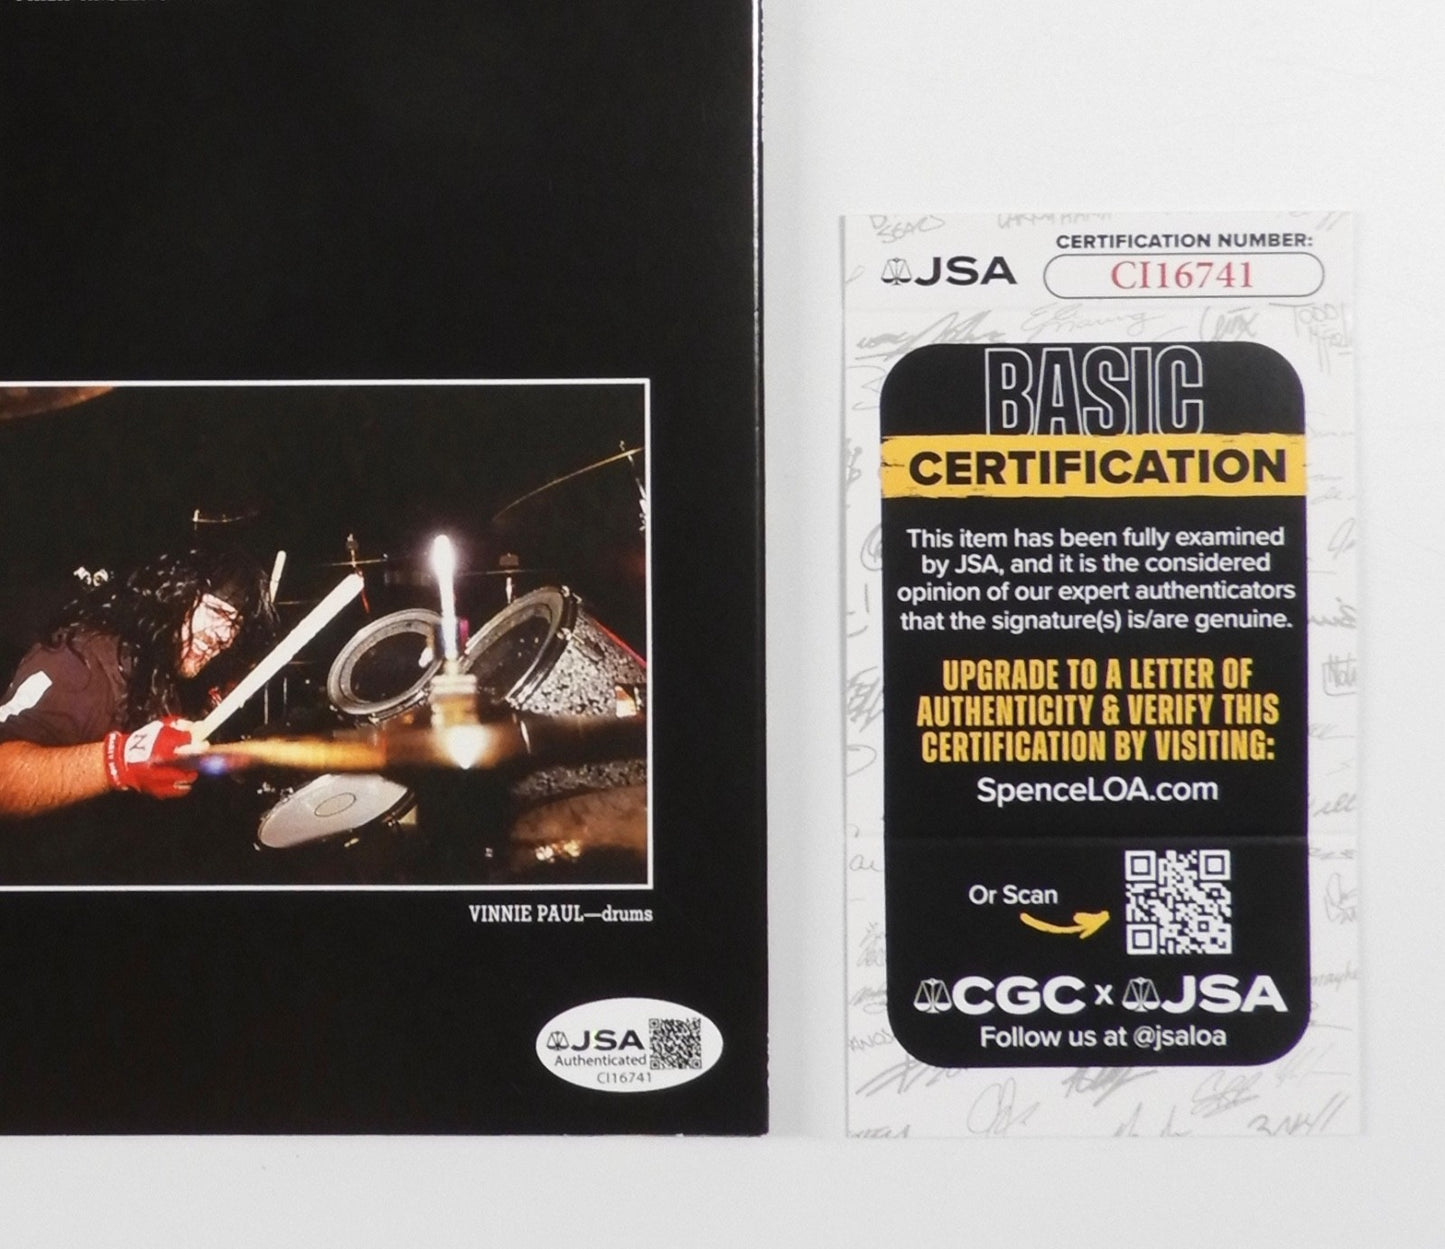 JSA
CERTIFICATION NUMBER:
CI16741
BASIC
CERTIFICATION
This item has been fully examined
by JSA, and it is the considered
opinion of our expert authenticators
that the signature(s) is/are genuine.
UPGRADE TO A LETTER OF
AUTHENTICITY & VERIFY THIS
CERTIFICATION BY VISITING:
SpenceLOA.com
Or Scan
CGC x JSA
Follow us at @jsaloa
VINNIE PAUL—drums
JSA
Authenticated
CI16741